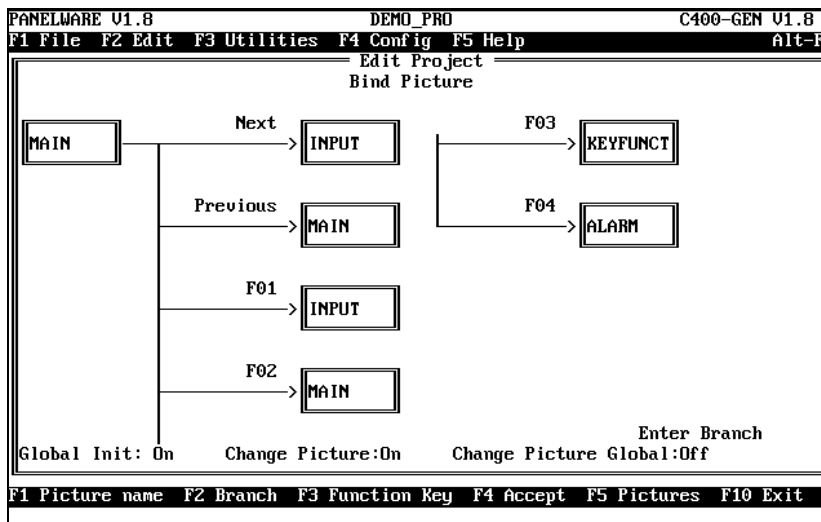 PANELWARE V1.8 DEMO_PRO C400-GEN V1.8
F1 File F2 Edit F3 Utilities F4 Config F5 Help Alt-F
Edit Project
Bind Picture
Next F03
MAIN INPUT KEYFUNCT
Previous F04
MAIN ALARM
F01
INPUT
F02
MAIN
Enter Branch
Global Init: On Change Picture:On Change Picture Global:Off
F1 Picture name F2 Branch F3 Function Key F4 Accept F5 Pictures F10 Exit